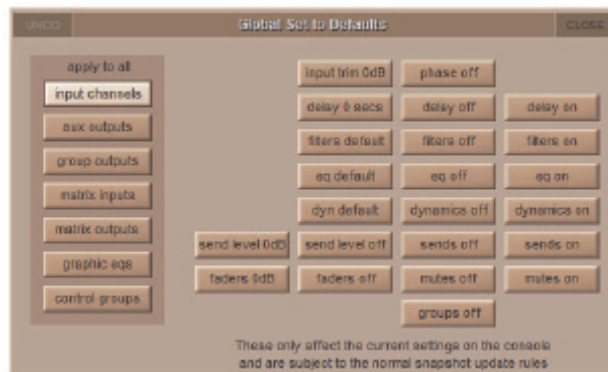 UNDO Global Set to Defaults CLOSE
apply to all
input channels
aux outputs
group outputs
matrix inputs
matrix outputs
graphic eqs
control groups
input trim 0dB phase off
delay 0 secs delay off delay on
filters default filters off filters on
eq default eq off eq on
dyn default dynamics off dynamics on
send level 0dB send level off sends off sends on
faders 0dB faders off mutes off mutes on
groups off
These only affect the current settings on the console
and are subject to the normal snapshot update rules